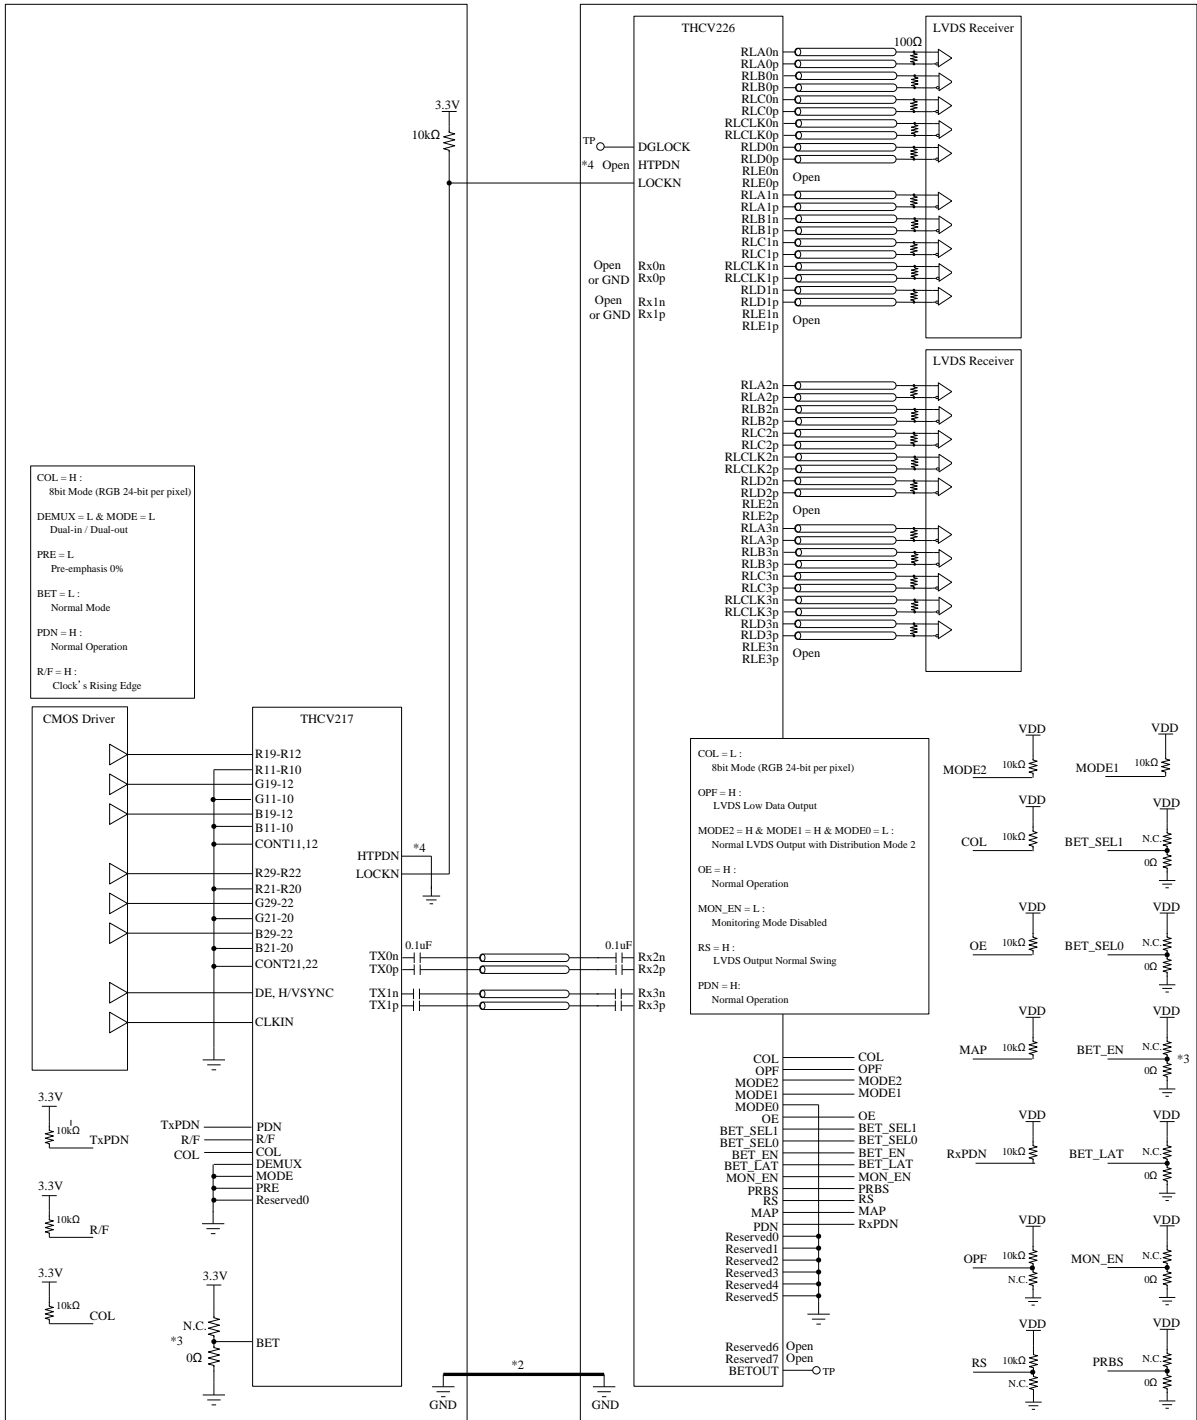 THCV226
LVDS Receiver
100Ω
RLA0n
RLA0p
RLB0n
RLB0p
RLC0n
RLC0p
RLCLK0n
RLCLK0p
RLD0n
RLD0p
RLE0n
RLE0p
Open
RLA1n
RLA1p
RLB1n
RLB1p
RLC1n
RLC1p
RLCLK1n
RLCLK1p
RLD1n
RLD1p
RLE1n
RLE1p
Open
3.3V
10kΩ
TP
DGLOCK
*4 Open HTPDN
LOCKN
Open
or GND
Rx0n
Rx0p
Open
or GND
Rx1n
Rx1p
LVDS Receiver
RLA2n
RLA2p
RLB2n
RLB2p
RLC2n
RLC2p
RLCLK2n
RLCLK2p
RLD2n
RLD2p
RLE2n
RLE2p
Open
RLA3n
RLA3p
RLB3n
RLB3p
RLC3n
RLC3p
RLCLK3n
RLCLK3p
RLD3n
RLD3p
RLE3n
RLE3p
Open
COL = H :
8bit Mode (RGB 24-bit per pixel)
DEMUX = L & MODE = L
Dual-in / Dual-out
PRE = L
Pre-emphasis 0%
BET = L :
Normal Mode
PDN = H :
Normal Operation
R/F = H :
Clock's Rising Edge
CMOS Driver
THCV217
R19-R12
R11-R10
G19-12
G11-10
B19-12
B11-10
CONT11,12
R29-R22
R21-R20
G29-22
G21-20
B29-22
B21-20
CONT21,22
DE, H/VSYNC
CLKIN
HTPDN
*4
LOCKN
TX0n
TX0p
TX1n
TX1p
0.1uF
0.1uF
Rx2n
Rx2p
Rx3n
Rx3p
COL = L :
8bit Mode (RGB 24-bit per pixel)
OPF = H :
LVDS Low Data Output
MODE2 = H & MODE1 = H & MODE0 = L :
Normal LVDS Output with Distribution Mode 2
OE = H :
Normal Operation
MON_EN = L :
Monitoring Mode Disabled
RS = H :
LVDS Output Normal Swing
PDN = H:
Normal Operation
3.3V
10kΩ
TxPDN
3.3V
10kΩ
R/F
3.3V
10kΩ
COL
TxPDN PDN
R/F R/F
COL COL
DEMUX
MODE
PRE
Reserved0
3.3V
N.C.
*3
BET
0Ω
*2
GND
GND
COL COL
OPF OPF
MODE2 MODE2
MODE1 MODE1
MODE0
OE OE
BET_SEL1 BET_SEL1
BET_SEL0 BET_SEL0
BET_EN BET_EN
BET_LAT BET_LAT
MON_EN MON_EN
PRBS PRBS
RS RS
MAP MAP
PDN RxPDN
Reserved0
Reserved1
Reserved2
Reserved3
Reserved4
Reserved5
Reserved6 Open
Reserved7 Open
BETOUT TP
VDD
MODE2 10kΩ
VDD
MODE1 10kΩ
VDD
COL 10kΩ
VDD
BET_SEL1 N.C.
0Ω
VDD
OE 10kΩ
VDD
BET_SEL0 N.C.
0Ω
VDD
MAP 10kΩ
VDD
BET_EN N.C.
*3
0Ω
VDD
RxPDN 10kΩ
VDD
BET_LAT N.C.
0Ω
VDD
OPF 10kΩ
N.C.
VDD
MON_EN N.C.
0Ω
VDD
RS 10kΩ
N.C.
VDD
PRBS N.C.
0Ω